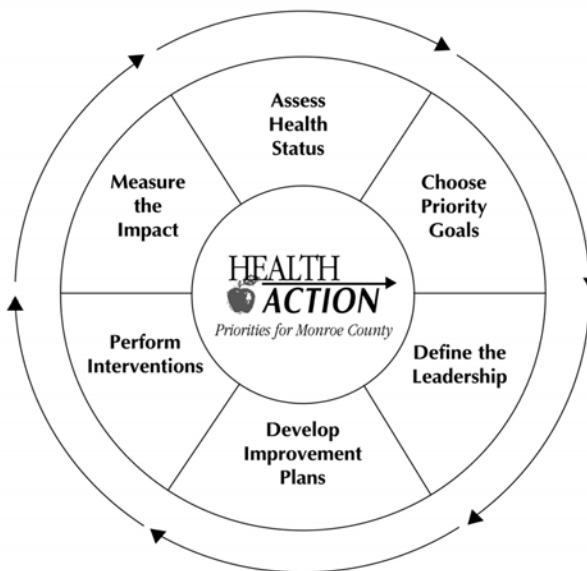 Assess
Health
Status
Choose
Priority
Goals
Define the
Leadership
Develop
Improvement
Plans
Perform
Interventions
Measure
the
Impact
HEALTH
ACTION
Priorities for Monroe County